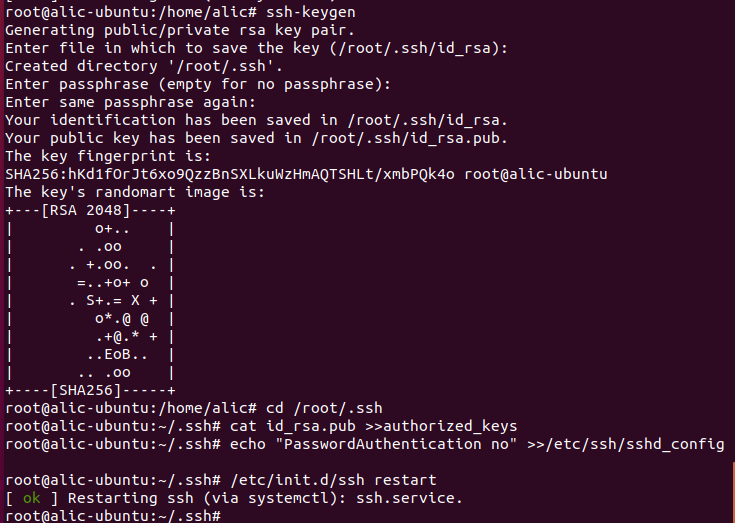 root@alic-ubuntu:/home/alic# ssh-keygen
Generating public/private rsa key pair.
Enter file in which to save the key (/root/.ssh/id_rsa):
Created directory '/root/.ssh'.
Enter passphrase (empty for no passphrase):
Enter same passphrase again:
Your identification has been saved in /root/.ssh/id_rsa.
Your public key has been saved in /root/.ssh/id_rsa.pub.
The key fingerprint is:
SHA256:hKd1fOrJt6xo9QzzBnSXLkuWzHmAQTSHLt/xmbPQk4o root@alic-ubuntu
The key's randomart image is:
+---[RSA 2048]----+
|          o+..    |
|        . .oo     |
|       . +.oo.  . |
|        =..+o+ o  |
|       . S+.= X + |
|          o*.@ @  |
|          .+@.* + |
|         ..EoB..  |
|        .. .oo    |
+----[SHA256]-----+
root@alic-ubuntu:/home/alic# cd /root/.ssh
root@alic-ubuntu:~/.ssh# cat id_rsa.pub >>authorized_keys
root@alic-ubuntu:~/.ssh# echo "PasswordAuthentication no" >>/etc/ssh/sshd_config
root@alic-ubuntu:~/.ssh# /etc/init.d/ssh restart
[ ok ] Restarting ssh (via systemctl): ssh.service.
root@alic-ubuntu:~/.ssh#